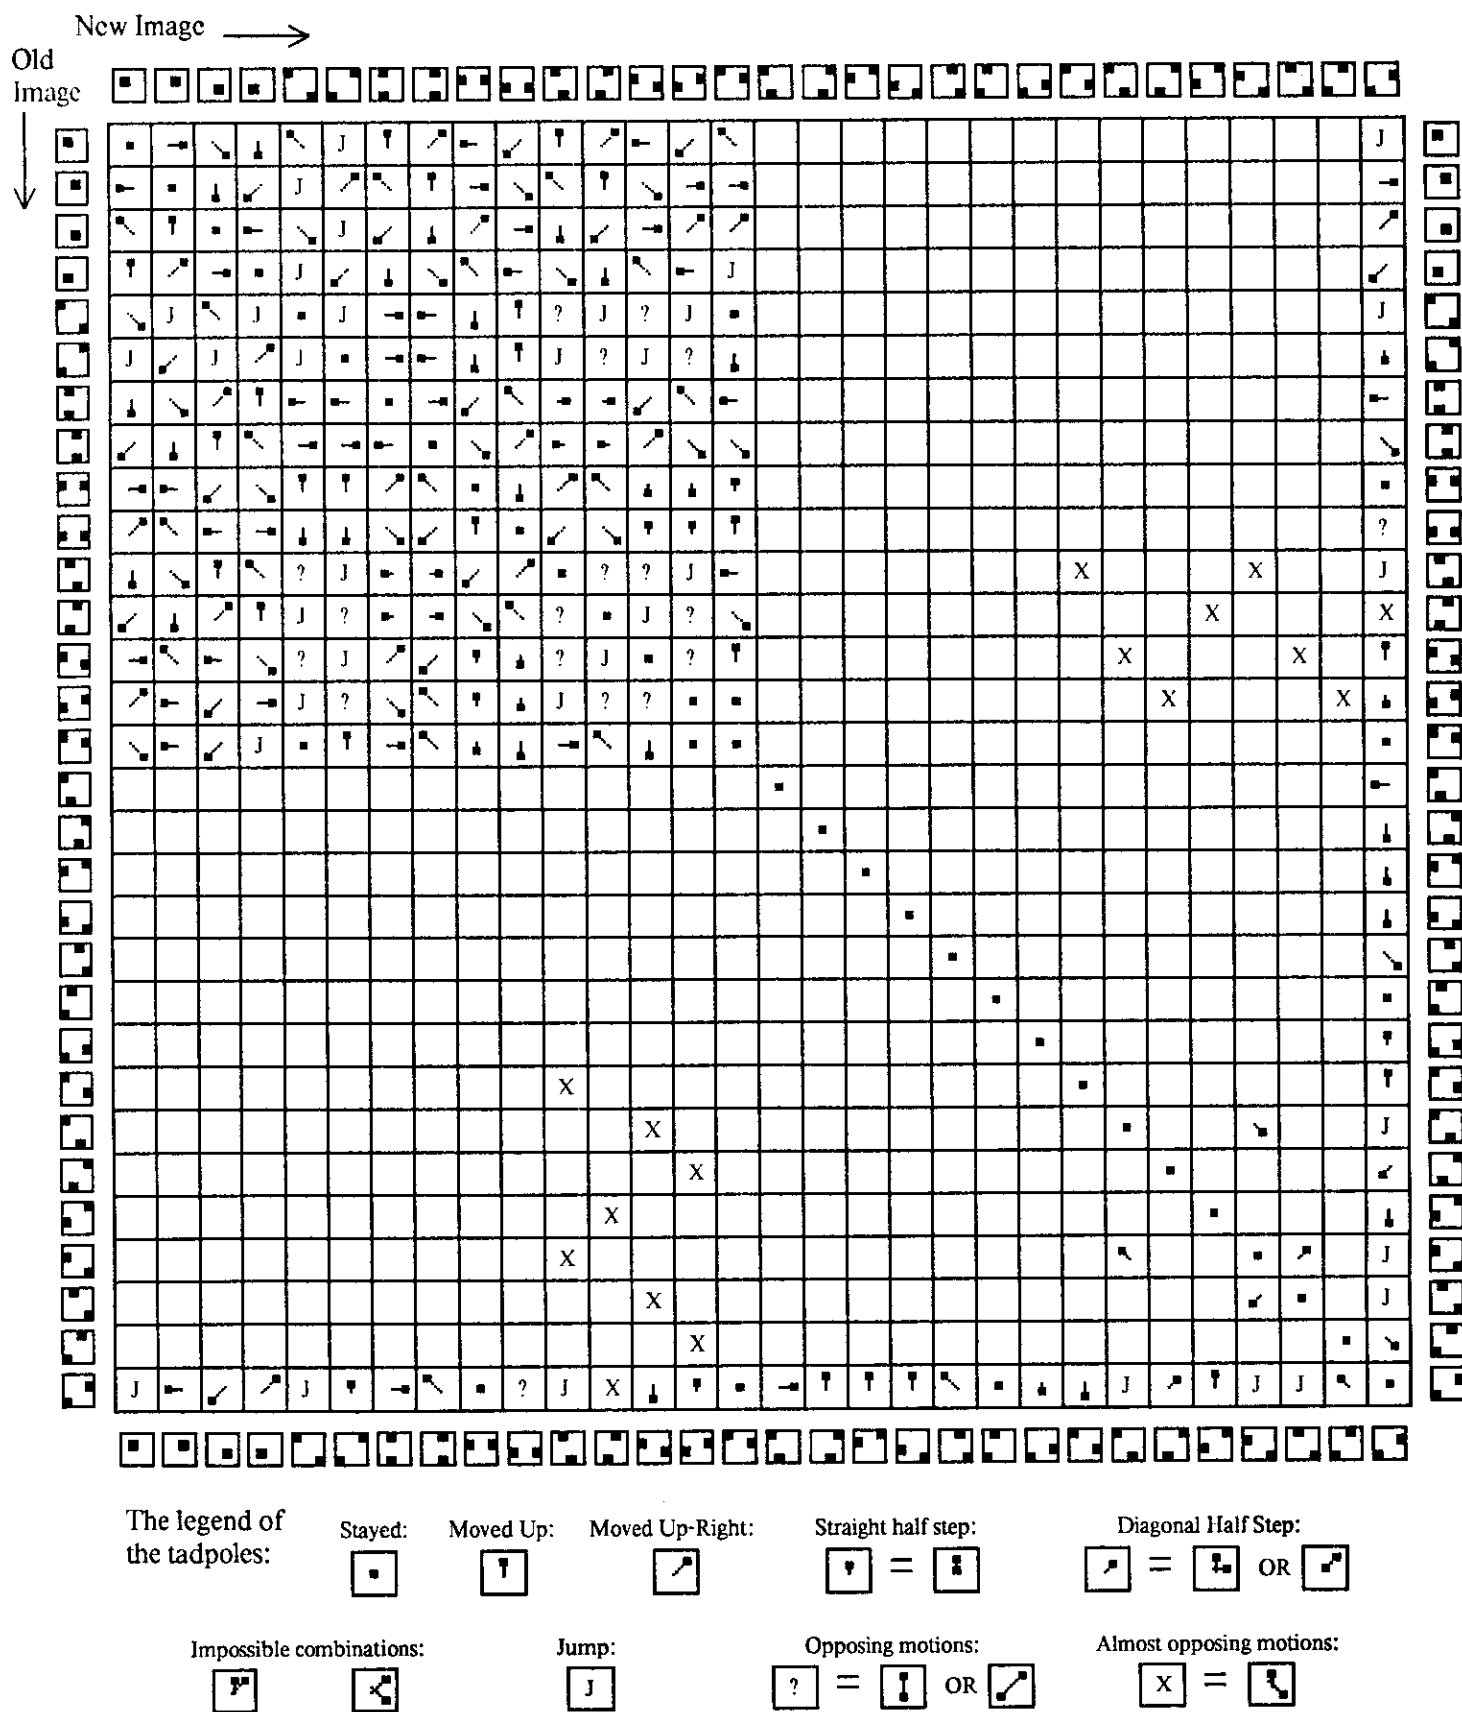 New Image
Old
Image
J J
J
J
J
J J ? J ? J J
J J J J ? J ?
?
? J ? ? J X X J
J ? ? J ? X X
? J ? J ? X X
J ? J ? ? X X
J
X
X J
X
X
X J
X J
X
J J ? J X J J J
The legend of
the tadpoles:
Stayed: Moved Up: Moved Up-Right: Straight half step: Diagonal Half Step:
= = OR
Impossible combinations: Jump: Opposing motions: Almost opposing motions:
J ? = OR X =